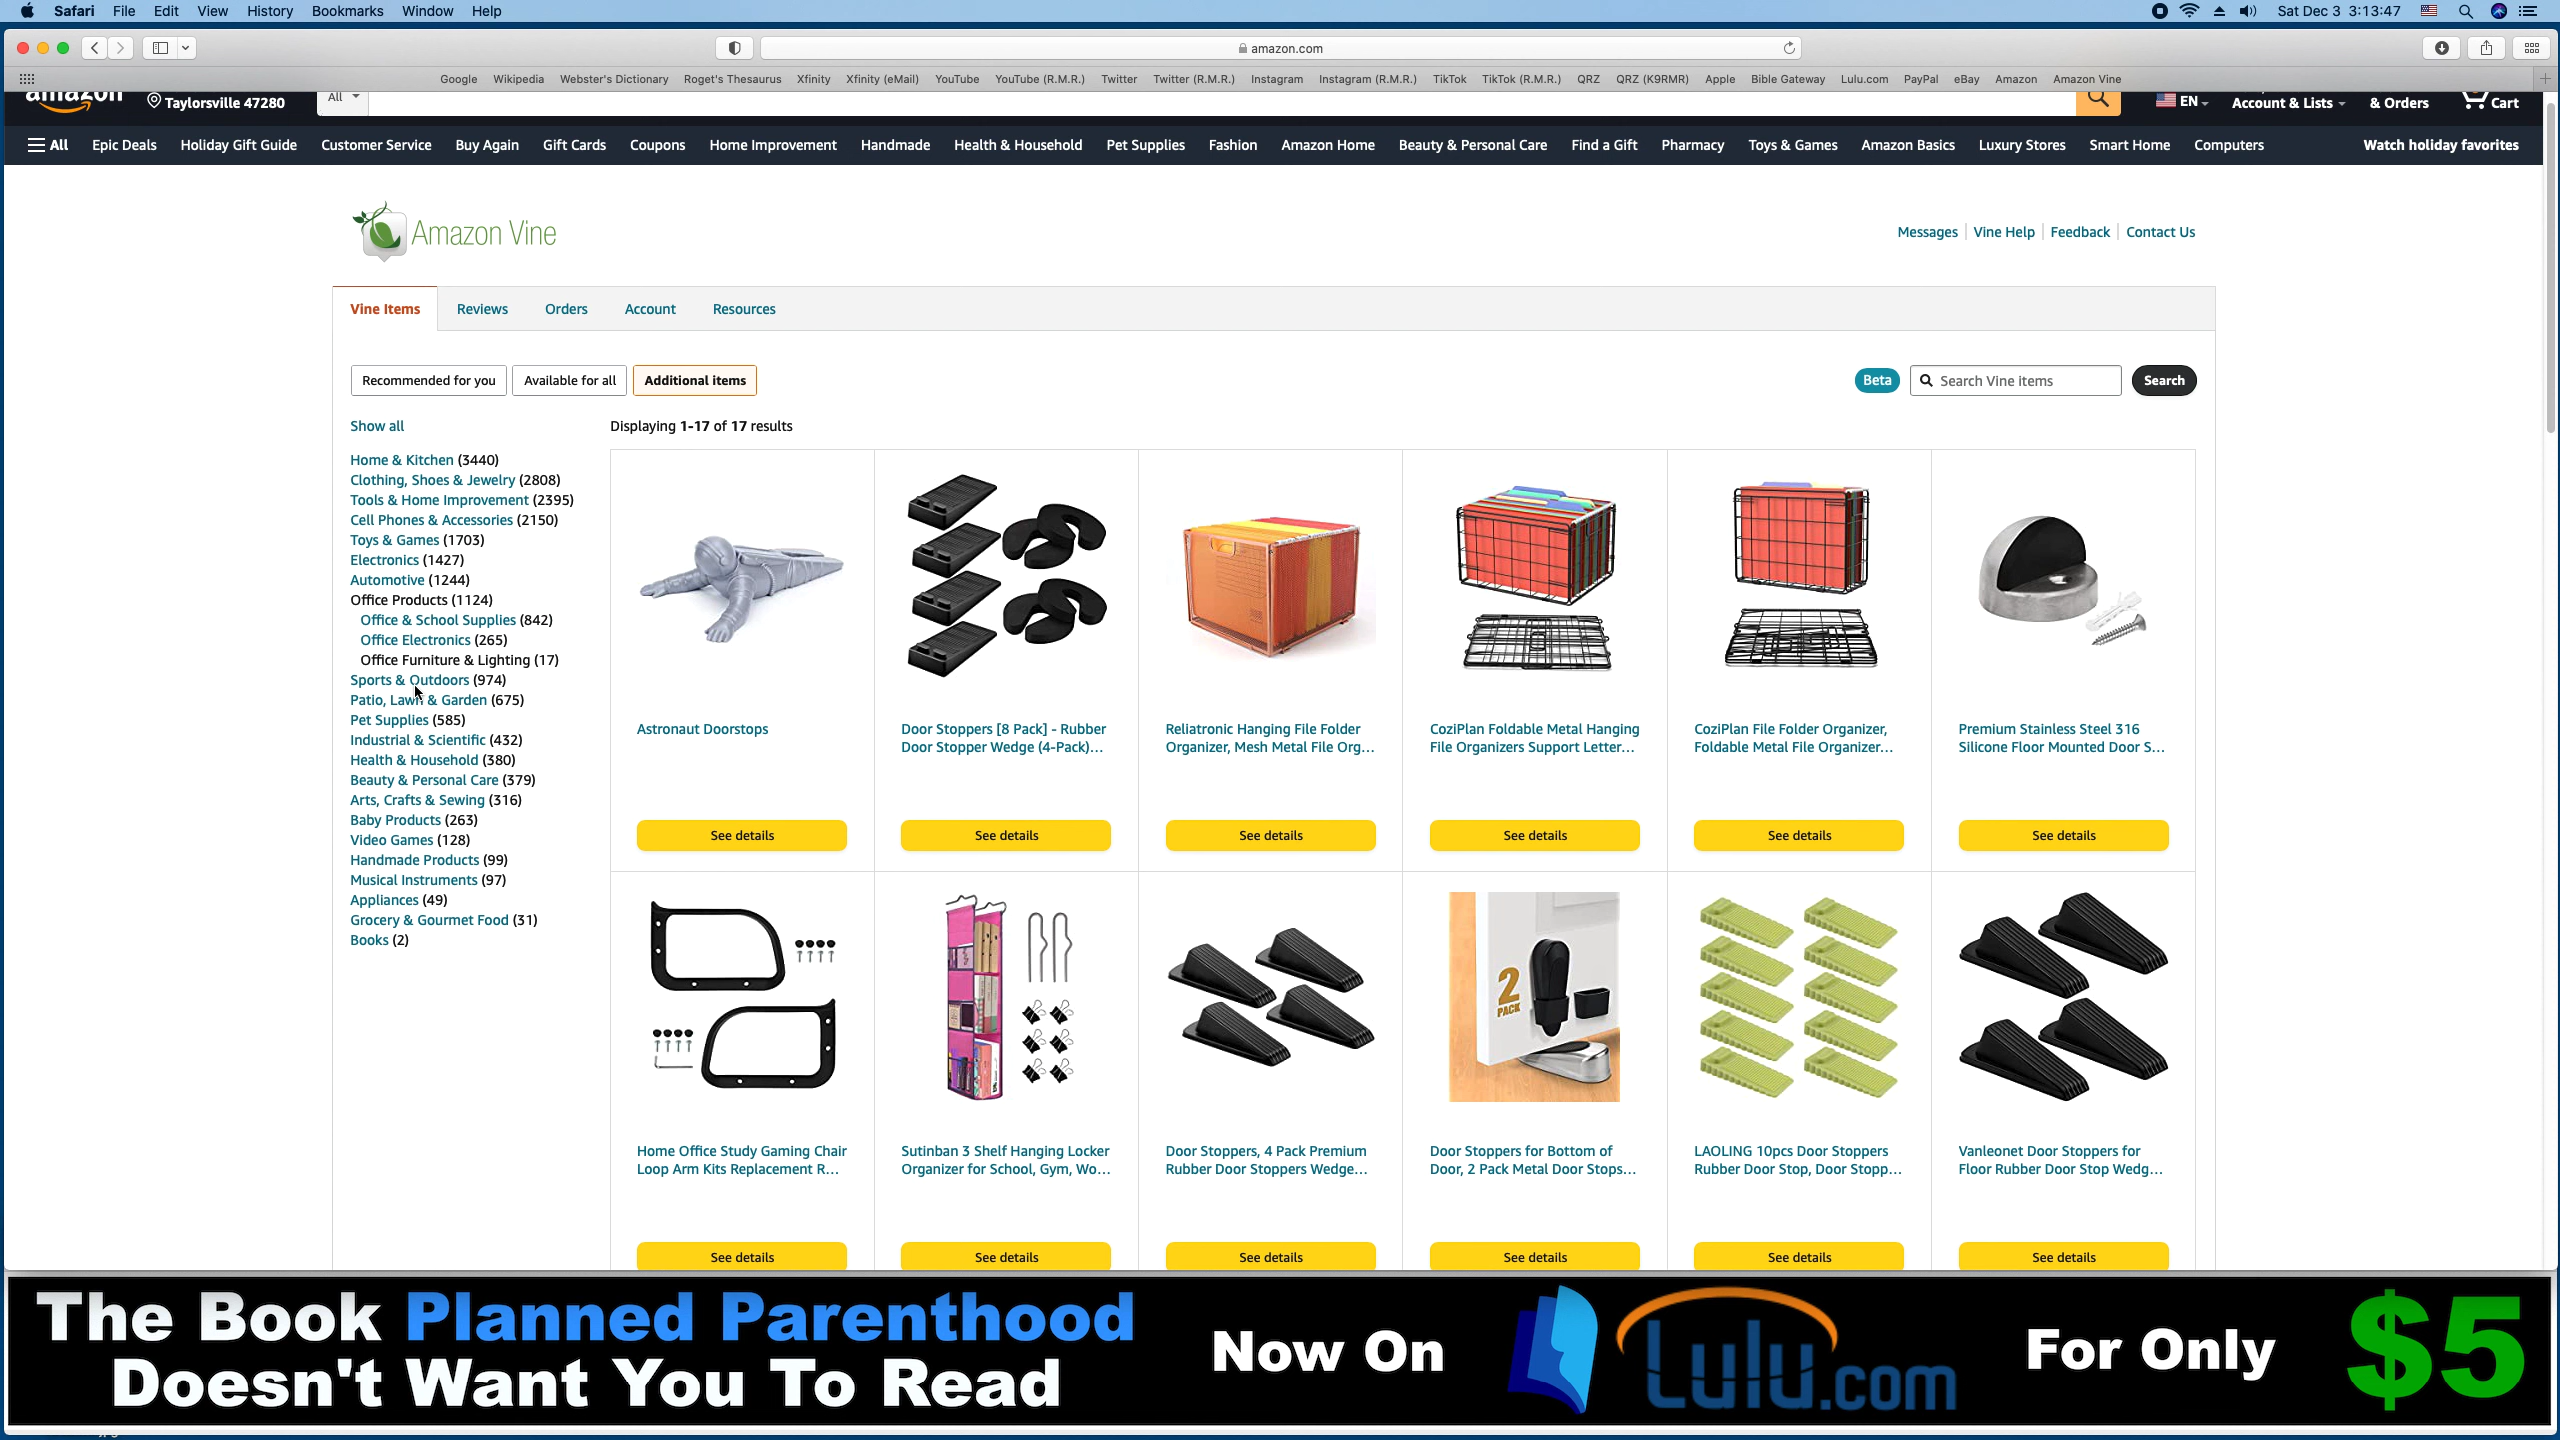 Safari File Edit View History Bookmarks Window Help
Sat Dec 3 3:13:47
amazon.com
Google Wikipedia Webster's Dictionary Roget's Thesaurus Xfinity Xfinity (eMail) YouTube YouTube (R.M.R.) Twitter Twitter (R.M.R.) Instagram Instagram (R.M.R.) TikTok TikTok (R.M.R.) QRZ QRZ (K9RMR) Apple Bible Gateway Lulu.com PayPal eBay Amazon Amazon Vine
amazon Taylorsville 47280 All EN Account & Lists & Orders Cart
All Epic Deals Holiday Gift Guide Customer Service Buy Again Gift Cards Coupons Home Improvement Handmade Health & Household Pet Supplies Fashion Amazon Home Beauty & Personal Care Find a Gift Pharmacy Toys & Games Amazon Basics Luxury Stores Smart Home Computers Watch holiday favorites
Amazon Vine
Messages Vine Help Feedback Contact Us
Vine Items Reviews Orders Account Resources
Recommended for you Available for all Additional items Beta Search Vine items Search
Show all
Displaying 1-17 of 17 results
Home & Kitchen (3440)
Clothing, Shoes & Jewelry (2808)
Tools & Home Improvement (2395)
Cell Phones & Accessories (2150)
Toys & Games (1703)
Electronics (1427)
Automotive (1244)
Office Products (1124)
Office & School Supplies (842)
Office Electronics (265)
Office Furniture & Lighting (17)
Sports & Outdoors (974)
Patio, Lawn & Garden (675)
Pet Supplies (585)
Industrial & Scientific (432)
Health & Household (380)
Beauty & Personal Care (379)
Arts, Crafts & Sewing (316)
Baby Products (263)
Video Games (128)
Handmade Products (99)
Musical Instruments (97)
Appliances (49)
Grocery & Gourmet Food (31)
Books (2)
Astronaut Doorstops
See details
Door Stoppers [8 Pack] - Rubber
Door Stopper Wedge (4-Pack)...
See details
Reliatronic Hanging File Folder
Organizer, Mesh Metal File Org...
See details
CoziPlan Foldable Metal Hanging
File Organizers Support Letter...
See details
CoziPlan File Folder Organizer,
Foldable Metal File Organizer...
See details
Premium Stainless Steel 316
Silicone Floor Mounted Door S...
See details
Home Office Study Gaming Chair
Loop Arm Kits Replacement R...
See details
Sutinban 3 Shelf Hanging Locker
Organizer for School, Gym, Wo...
See details
Door Stoppers, 4 Pack Premium
Rubber Door Stoppers Wedge...
See details
2
PACK
Door Stoppers for Bottom of
Door, 2 Pack Metal Door Stops...
See details
LAOLING 10pcs Door Stoppers
Rubber Door Stop, Door Stopp...
See details
Vanleonet Door Stoppers for
Floor Rubber Door Stop Wedg...
See details
The Book Planned Parenthood
Doesn't Want You To Read
Now On
Lulu.com
For Only
$5